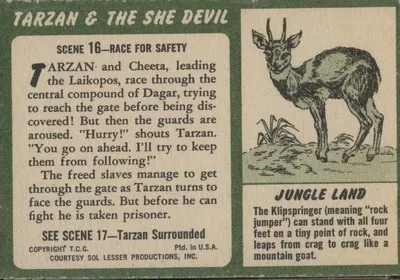 TARZAN & THE SHE DEVIL
SCENE 16—RACE FOR SAFETY
TARZAN and Cheeta, leading
the Laikopos, race through the
central compound of Dagar, trying
to reach the gate before being dis-
covered! But then the guards are
aroused. "Hurry!" shouts Tarzan.
"You go on ahead. I'll try to keep
them from following!"
The freed slaves manage to get
through the gate as Tarzan turns to
face the guards. But before he can
fight he is taken prisoner.
SEE SCENE 17—Tarzan Surrounded
COPYRIGHT T.C.G. Ptd. in U.S.A.
COURTESY SOL LESSER PRODUCTIONS, INC.
JUNGLE LAND
The Klipspringer (meaning "rock
jumper") can stand with all four
feet on a tiny point of rock, and
leaps from crag to crag like a
mountain goat.